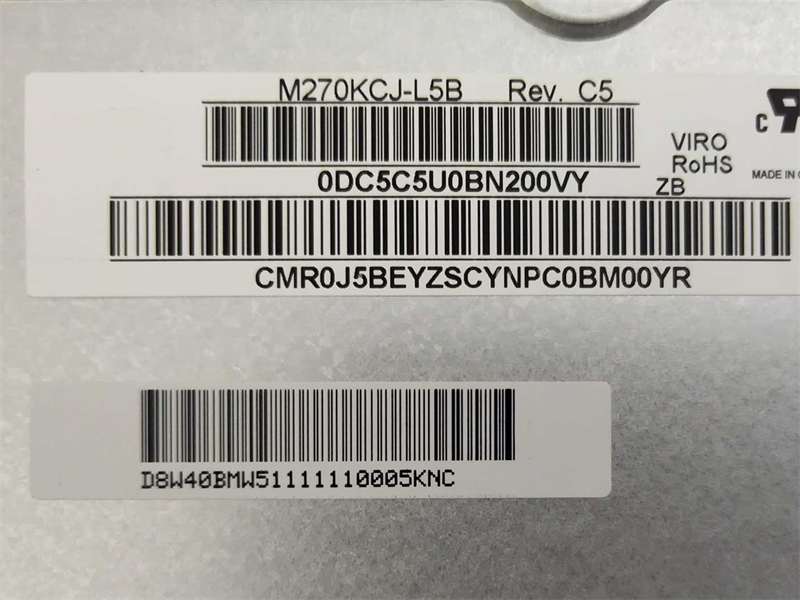 M270KCJ-L5B Rev. C5
VIRO
RoHS
ZB
C
MADE IN
0DC5C5U0BN200VY
CMR0J5BEYZSCYNPC0BM00YR
D8W40BMW51111110005KNC